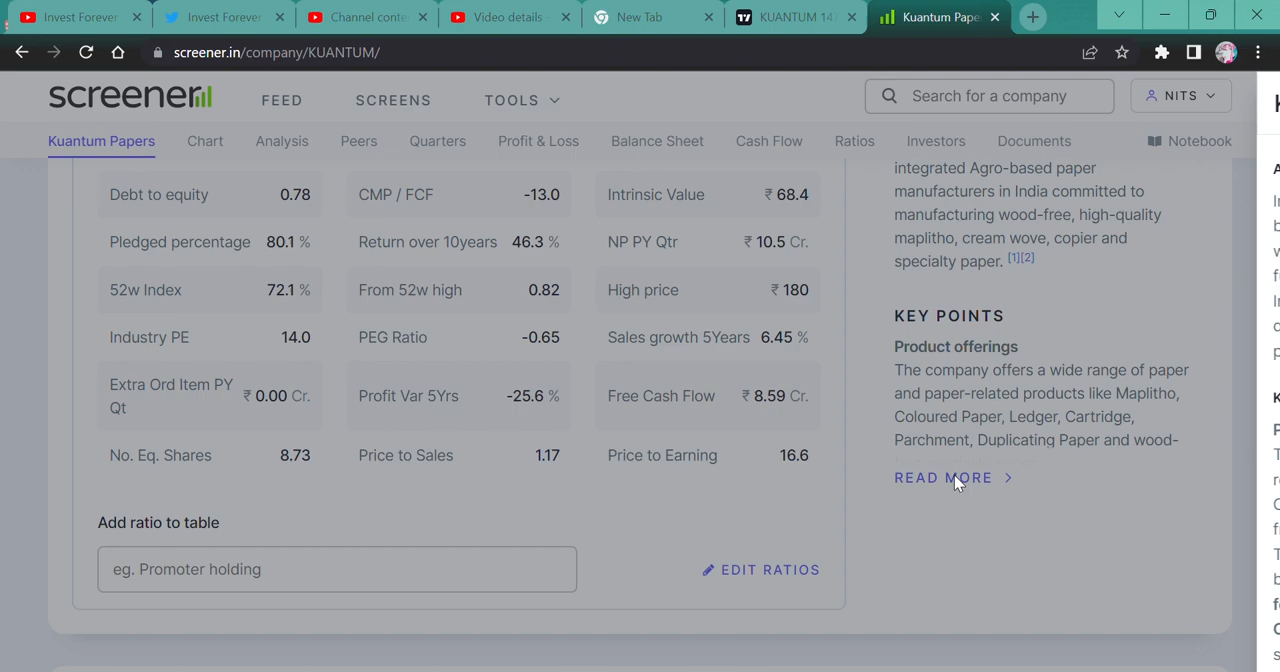 Invest Forever
Invest Forever
Channel conte
Video details
New Tab
KUANTUM 14
Kuantum Pape
screener.in/company/KUANTUM/
screener
FEED
SCREENS
TOOLS
Search for a company
NITS
Kuantum Papers
Chart
Analysis
Peers
Quarters
Profit & Loss
Balance Sheet
Cash Flow
Ratios
Investors
Documents
Notebook
Debt to equity 0.78
CMP / FCF -13.0
Intrinsic Value ₹ 68.4
Pledged percentage 80.1 %
Return over 10years 46.3 %
NP PY Qtr ₹ 10.5 Cr.
52w Index 72.1 %
From 52w high 0.82
High price ₹ 180
Industry PE 14.0
PEG Ratio -0.65
Sales growth 5Years 6.45 %
Extra Ord Item PY
Qt ₹ 0.00 Cr.
Profit Var 5Yrs -25.6 %
Free Cash Flow ₹ 8.59 Cr.
No. Eq. Shares 8.73
Price to Sales 1.17
Price to Earning 16.6
Add ratio to table
eg. Promoter holding
EDIT RATIOS
integrated Agro-based paper
manufacturers in India committed to
manufacturing wood-free, high-quality
maplitho, cream wove, copier and
specialty paper. [1][2]
KEY POINTS
Product offerings
The company offers a wide range of paper
and paper-related products like Maplitho,
Coloured Paper, Ledger, Cartridge,
Parchment, Duplicating Paper and wood-
READ MORE